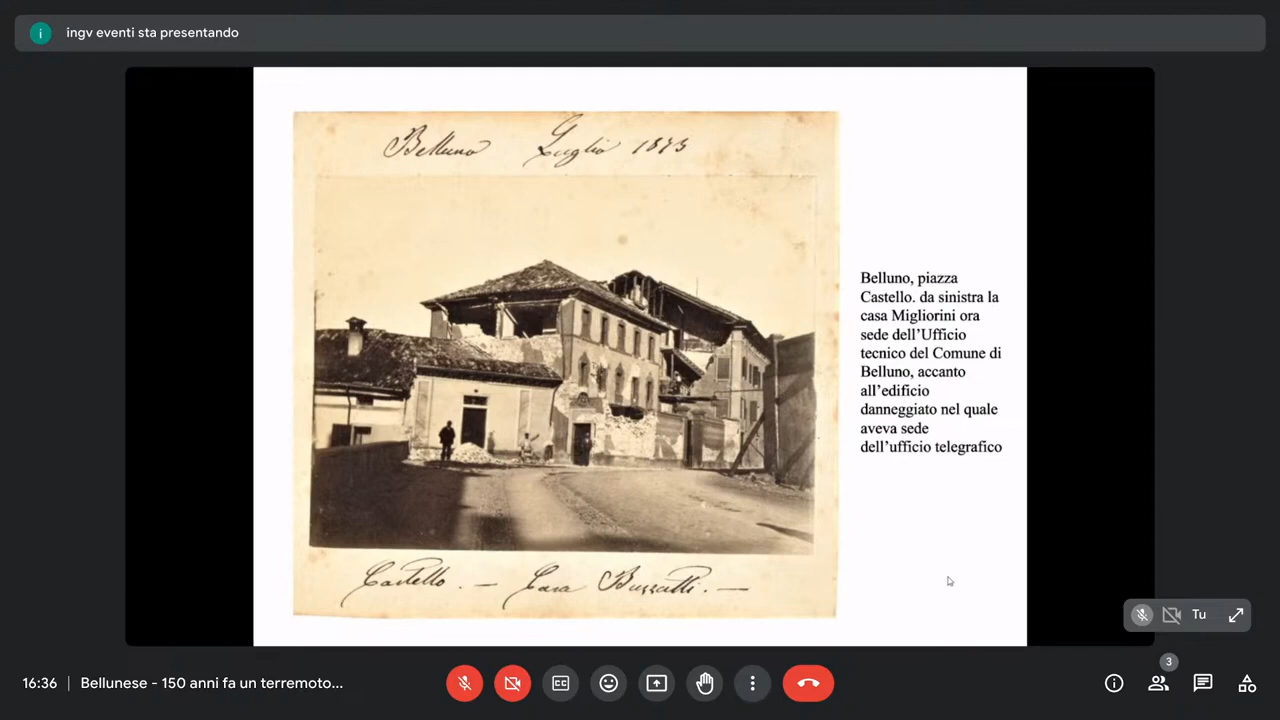 i ingv eventi sta presentando
Belluno Luglio 1873
Belluno, piazza
Castello. da sinistra la
casa Migliorini ora
sede dell’Ufficio
tecnico del Comune di
Belluno, accanto
all’edificio
danneggiato nel quale
aveva sede
dell’ufficio telegrafico
Castello. — Casa Buzzatti. —
Tu
3
16:36 | Bellunese - 150 anni fa un terremoto...
CC